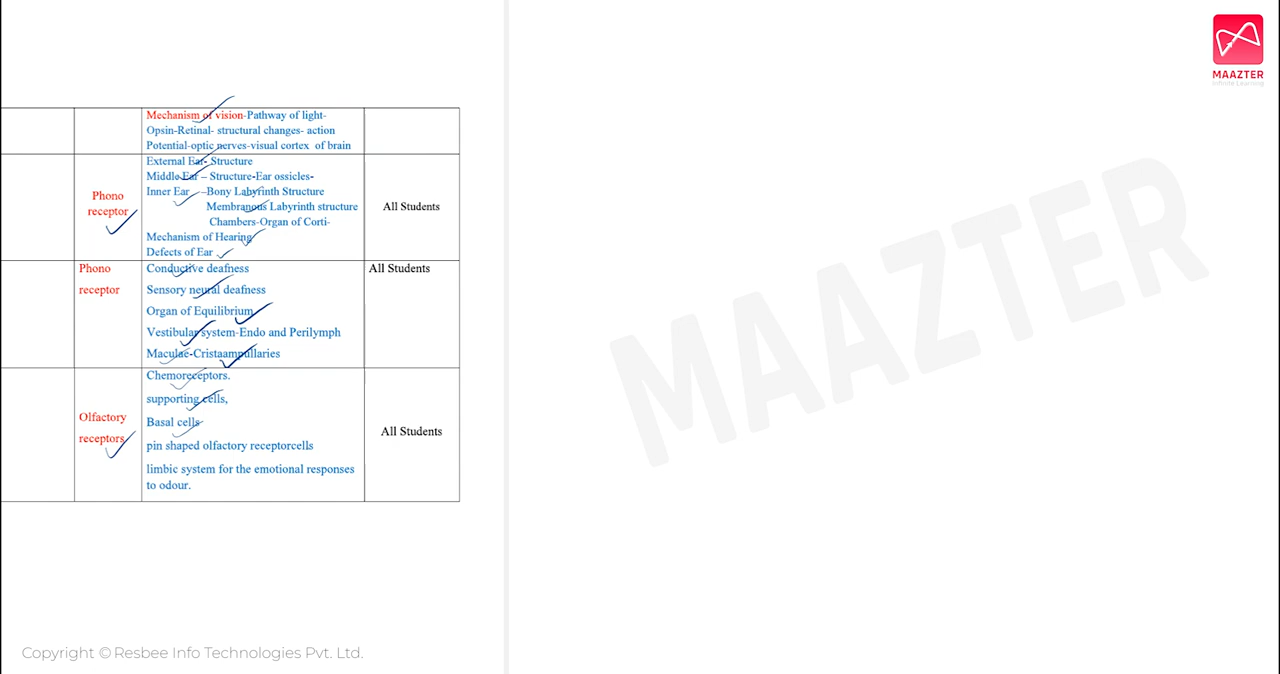 MAAZTER
Infinite Learning
Mechanism of vision-Pathway of light-
Opsin-Retinal- structural changes- action
Potential-optic nerves-visual cortex of brain
Phono
receptor
External Ear- Structure
Middle Ear – Structure-Ear ossicles-
Inner Ear –Bony Labyrinth Structure
Membranous Labyrinth structure
Chambers-Organ of Corti-
Mechanism of Hearing
Defects of Ear
All Students
Phono
receptor
Conductive deafness
Sensory neural deafness
Organ of Equilibrium
Vestibular system-Endo and Perilymph
Maculae-Cristaampullaries
All Students
Olfactory
receptors
Chemoreceptors.
supporting cells,
Basal cells
pin shaped olfactory receptorcells
limbic system for the emotional responses
to odour.
All Students
MAAZTER
Copyright © Resbee Info Technologies Pvt. Ltd.